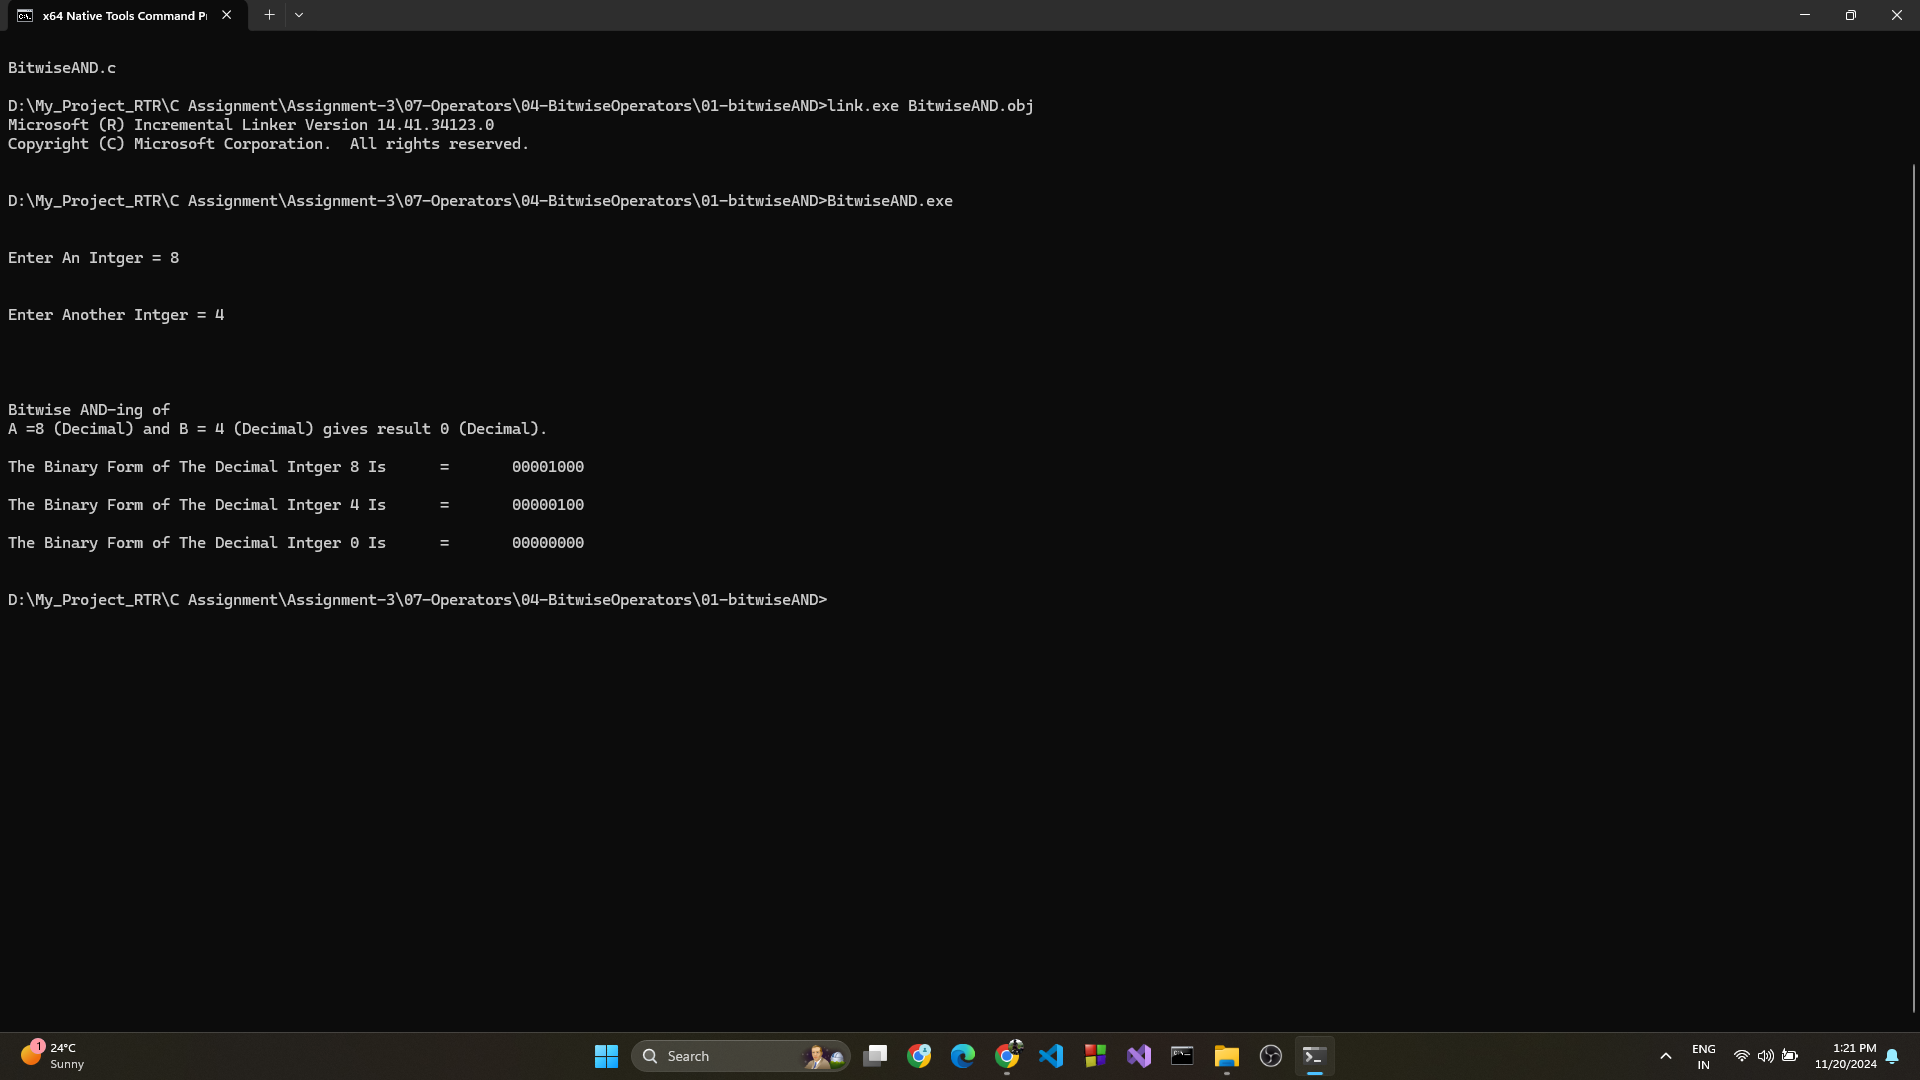 x64 Native Tools Command P
BitwiseAND.c
D:\My_Project_RTR\C Assignment\Assignment-3\07-Operators\04-BitwiseOperators\01-bitwiseAND>link.exe BitwiseAND.obj
Microsoft (R) Incremental Linker Version 14.41.34123.0
Copyright (C) Microsoft Corporation.  All rights reserved.
D:\My_Project_RTR\C Assignment\Assignment-3\07-Operators\04-BitwiseOperators\01-bitwiseAND>BitwiseAND.exe
Enter An Intger = 8
Enter Another Intger = 4
Bitwise AND-ing of
A =8 (Decimal) and B = 4 (Decimal) gives result 0 (Decimal).
The Binary Form of The Decimal Intger 8 Is      =       00001000
The Binary Form of The Decimal Intger 4 Is      =       00000100
The Binary Form of The Decimal Intger 0 Is      =       00000000
D:\My_Project_RTR\C Assignment\Assignment-3\07-Operators\04-BitwiseOperators\01-bitwiseAND>
1
24°C
Sunny
Search
ENG
IN
1:21 PM
11/20/2024